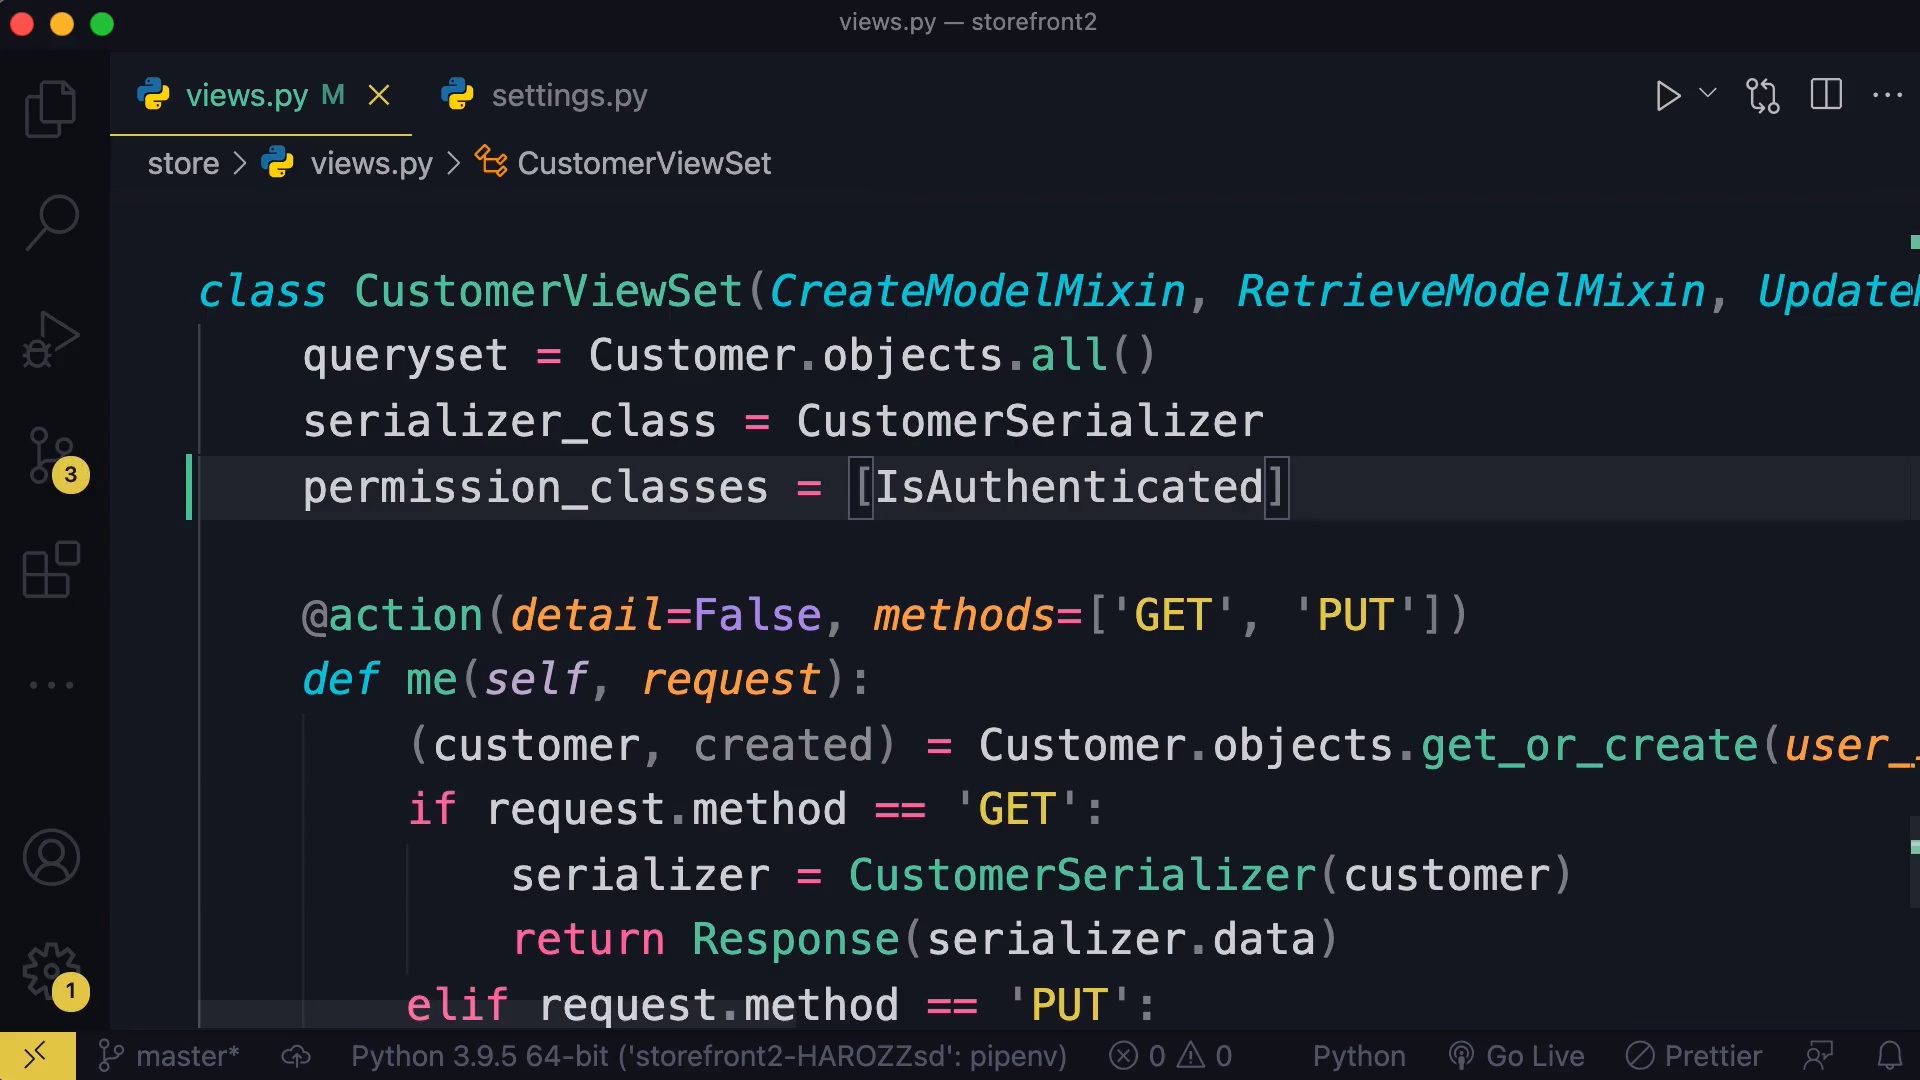 views.py — storefront2
views.py M settings.py
store > views.py > CustomerViewSet
class CustomerViewSet(CreateModelMixin, RetrieveModelMixin, Update
    queryset = Customer.objects.all()
    serializer_class = CustomerSerializer
    permission_classes = [IsAuthenticated]
    @action(detail=False, methods=['GET', 'PUT'])
    def me(self, request):
        (customer, created) = Customer.objects.get_or_create(user_
        if request.method == 'GET':
            serializer = CustomerSerializer(customer)
            return Response(serializer.data)
        elif request.method == 'PUT':
3
1
master* Python 3.9.5 64-bit ('storefront2-HAROZZsd': pipenv) 0 0 Python Go Live Prettier